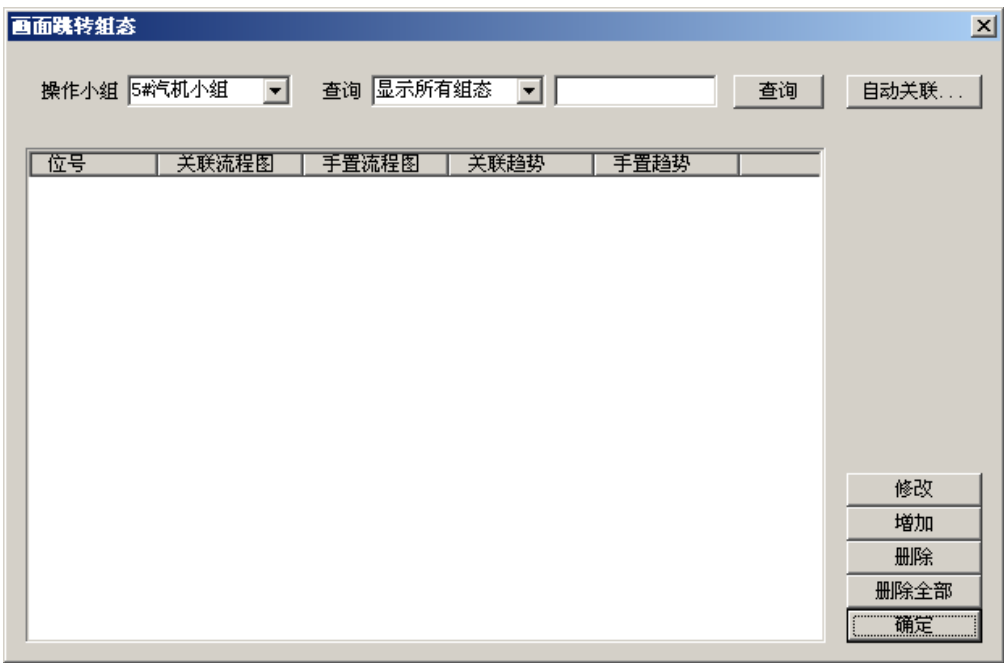 画面跳转组态
操作小组 5#汽机小组 查询 显示所有组态 查询 自动关联...
位号 关联流程图 手置流程图 关联趋势 手置趋势
修改
增加
删除
删除全部
确定